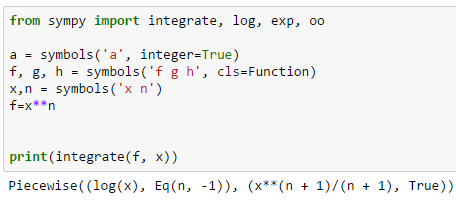 from sympy import integrate, log, exp, oo
a = symbols('a', integer=True)
f, g, h = symbols('f g h', cls=Function)
x,n = symbols('x n')
f=x**n
print(integrate(f, x))
Piecewise((log(x), Eq(n, -1)), (x**(n + 1)/(n + 1), True))